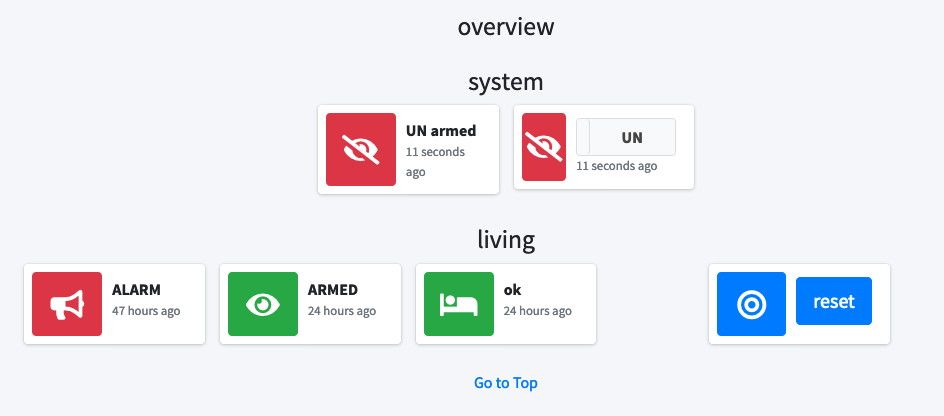 overview
system
UN armed
11 seconds
ago
UN
11 seconds ago
living
ALARM
47 hours ago
ARMED
24 hours ago
ok
24 hours ago
reset
Go to Top